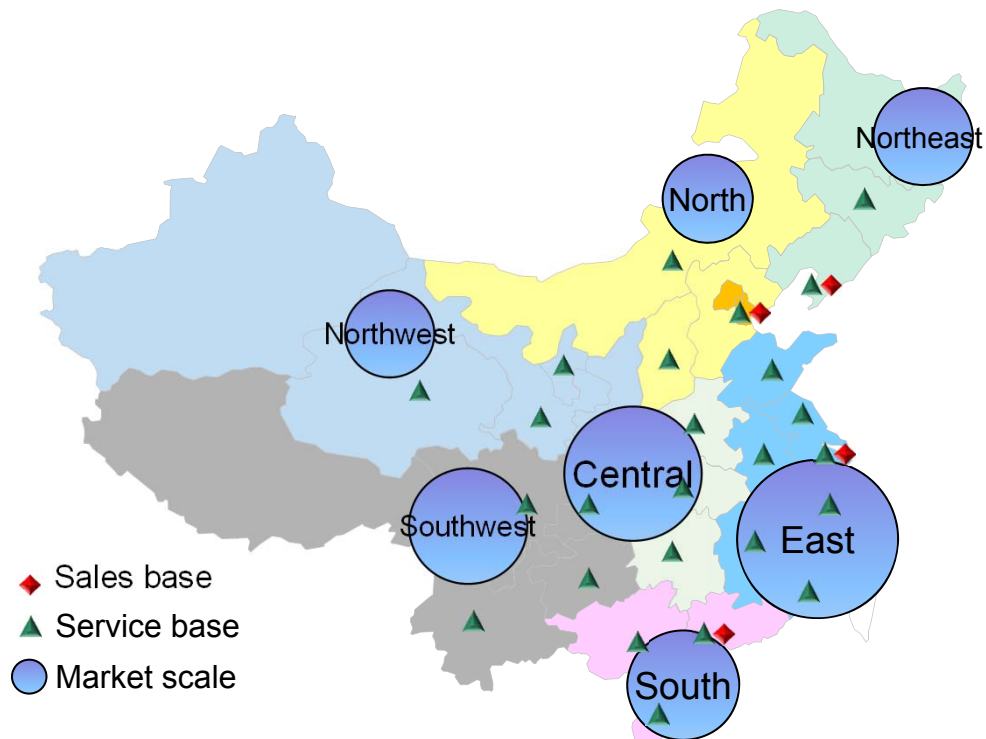 Northeast
North
Northwest
Central
Southwest
East
Sales base
Service base
Market scale
South